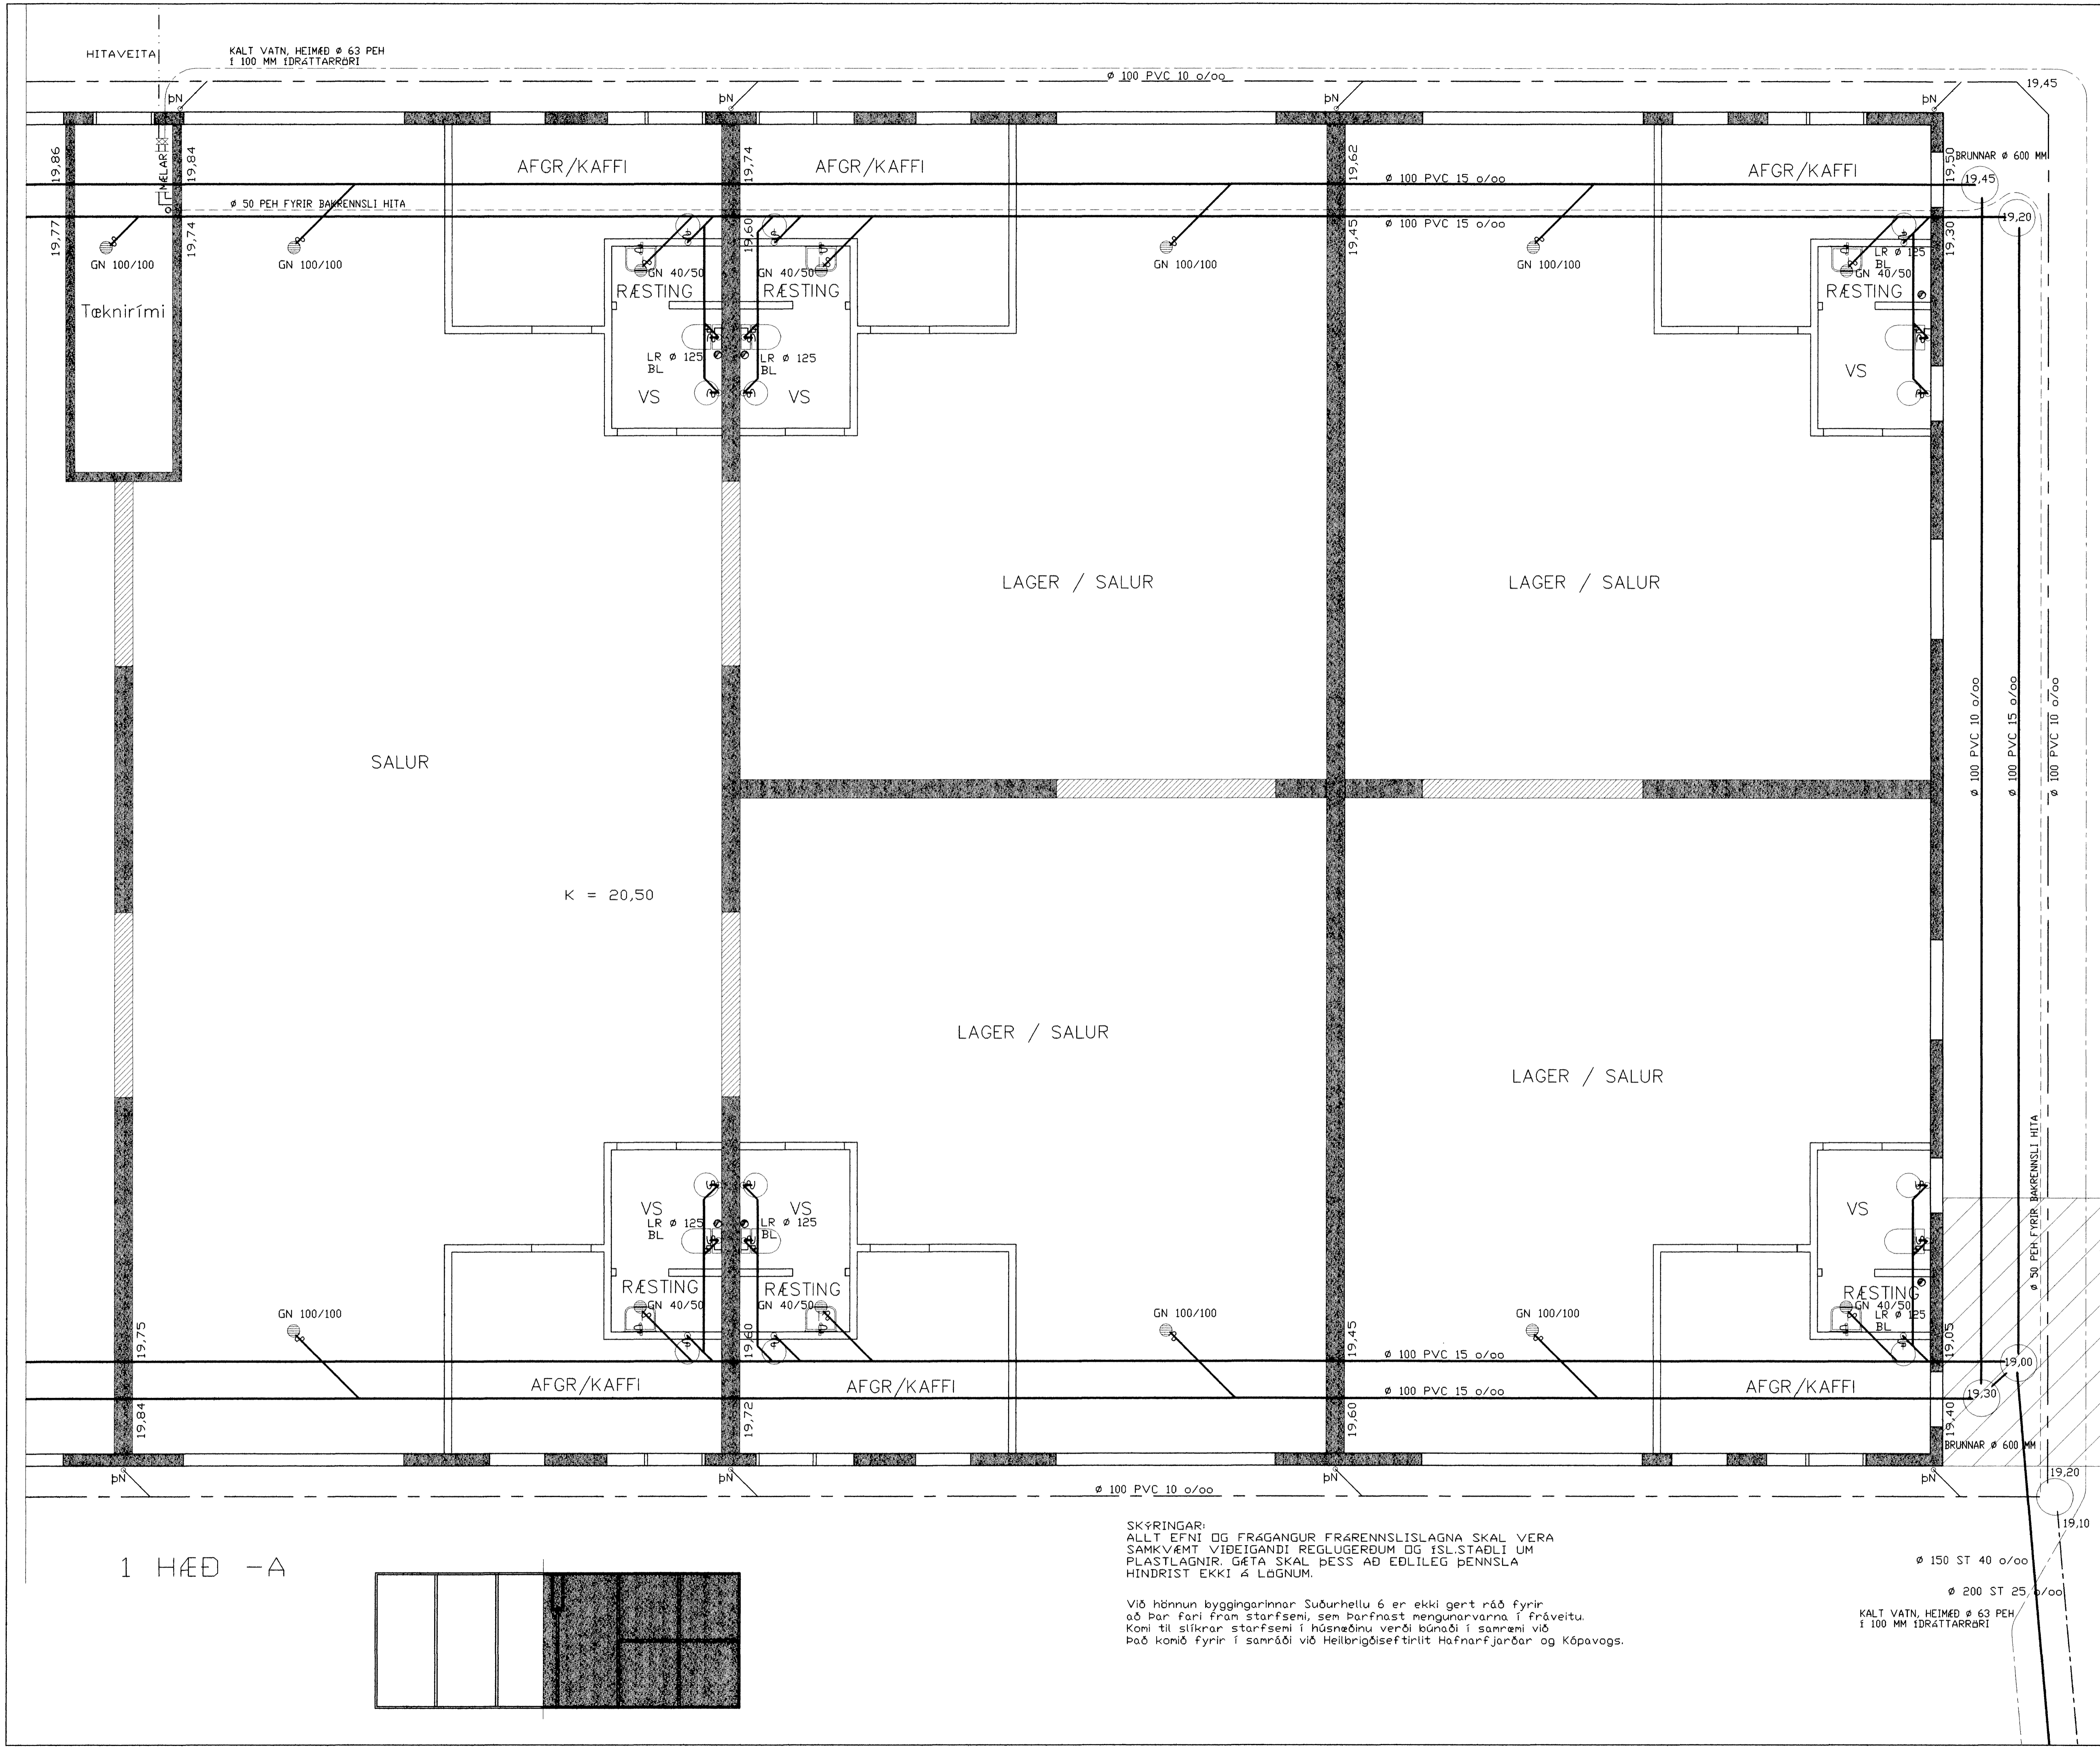 HITAVEITA
KALT VATN, HEIMÆÐ Ø 63 PEH
Í 100 MM ÍDRÁTTARRÖRI
Ø 100 PVC 10 o/oo
19,45
ÞN
ÞN
ÞN
ÞN
19,86
MÆLAR
19,84
AFGR/KAFFI
19,74
AFGR/KAFFI
19,62
Ø 100 PVC 15 o/oo
AFGR/KAFFI
19,50
BRUNNAR Ø 600 MM
19,45
Ø 50 PEH FYRIR BAKRENNSLI HITA
19,77
19,74
19,60
19,45
Ø 100 PVC 15 o/oo
19,30
19,20
GN 100/100
GN 100/100
GN 40/50
GN 40/50
GN 100/100
GN 100/100
LR Ø 125
BL
GN 40/50
RÆSTING
RÆSTING
RÆSTING
Tæknirími
LR Ø 125
BL
LR Ø 125
BL
VS
VS
VS
LAGER / SALUR
LAGER / SALUR
SALUR
Ø 100 PVC 10 o/oo
Ø 100 PVC 15 o/oo
Ø 100 PVC 10 o/oo
K = 20,50
LAGER / SALUR
LAGER / SALUR
Ø 50 PEH FYRIR BAKRENNSLI HITA
VS
VS
VS
LR Ø 125
BL
LR Ø 125
BL
RÆSTING
RÆSTING
RÆSTING
GN 40/50
GN 40/50
GN 40/50
LR Ø 125
BL
GN 100/100
GN 100/100
GN 100/100
19,75
19,60
19,45
Ø 100 PVC 15 o/oo
19,05
19,00
AFGR/KAFFI
AFGR/KAFFI
Ø 100 PVC 15 o/oo
AFGR/KAFFI
19,30
19,84
19,72
19,60
19,40
BRUNNAR Ø 600 MM
ÞN
ÞN
ÞN
ÞN
19,20
Ø 100 PVC 10 o/oo
19,10
SKÝRINGAR:
ALLT EFNI OG FRÁGANGUR FRÁRENNSLISLAGNA SKAL VERA
SAMKVÆMT VIÐEIGANDI REGLUGERÐUM OG ÍSL.STAÐLI UM
PLASTLAGNIR. GÆTA SKAL ÞESS AÐ EÐLILEG ÞENNSLA
HINDRIST EKKI Á LÖGNUM.
1 HÆÐ -A
Ø 150 ST 40 o/oo
Ø 200 ST 25 o/oo
Við hönnun byggingarinnar Suðurhellu 6 er ekki gert ráð fyrir
að þar fari fram starfsemi, sem þarfnast mengunarvarna í fráveitu.
Komi til slíkrar starfsemi í húsnæðinu verði búnaði í samræmi við
það komið fyrir í samráði við Heilbrigðiseftirlit Hafnarfjarðar og Kópavogs.
KALT VATN, HEIMÆÐ Ø 63 PEH
Í 100 MM ÍDRÁTTARRÖRI